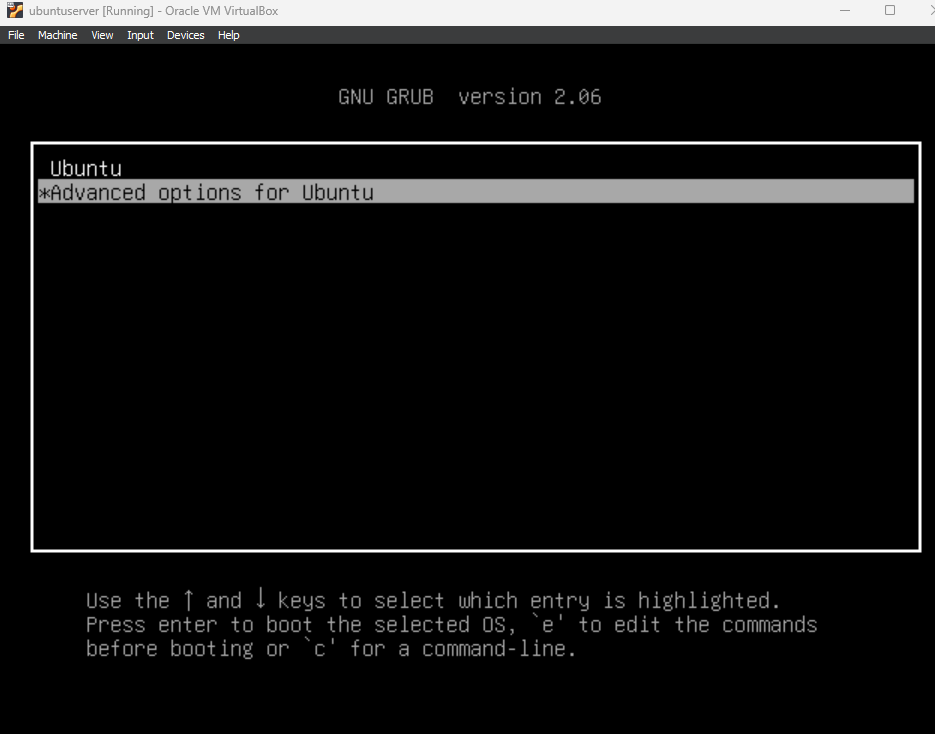 ubuntuserver [Running] - Oracle VM VirtualBox
File Machine View Input Devices Help
GNU GRUB version 2.06
Ubuntu
*Advanced options for Ubuntu
Use the ↑ and ↓ keys to select which entry is highlighted.
Press enter to boot the selected OS, `e' to edit the commands
before booting or `c' for a command-line.